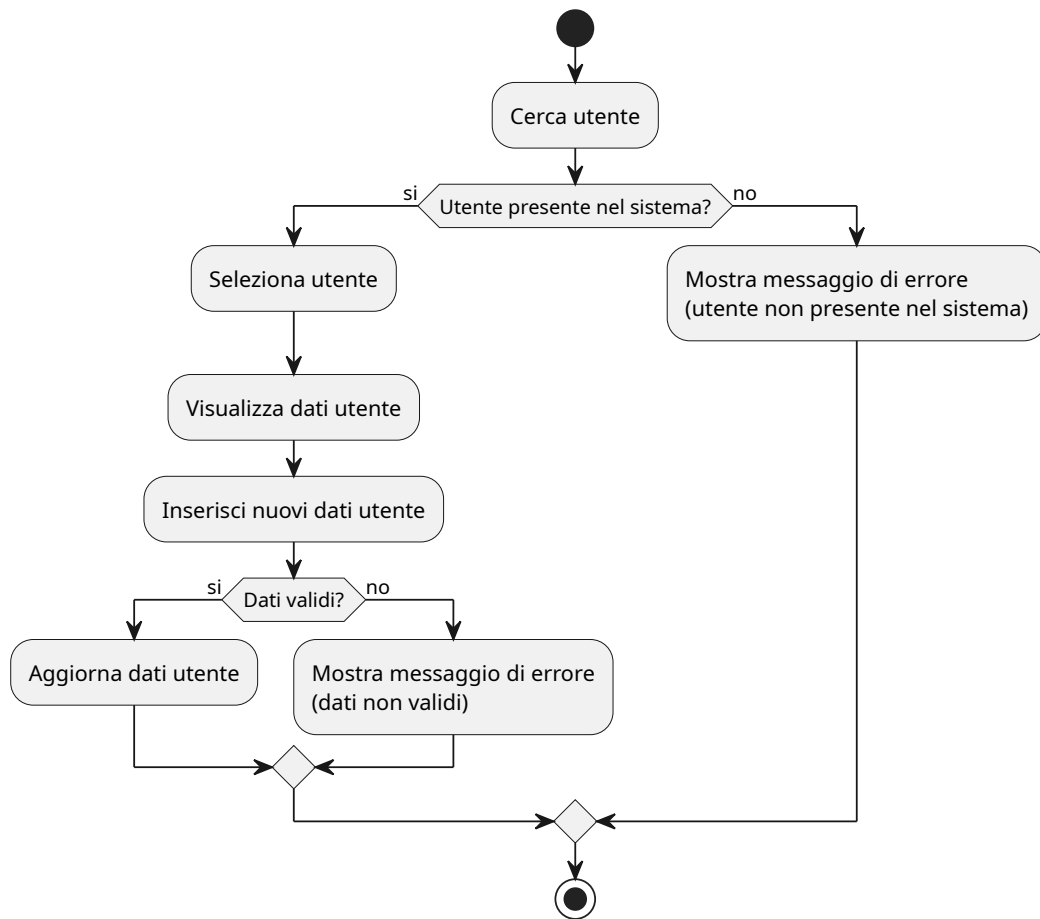 Cerca utente
si
Utente presente nel sistema?
no
Seleziona utente
Mostra messaggio di errore
(utente non presente nel sistema)
Visualizza dati utente
Inserisci nuovi dati utente
si
Dati validi?
no
Aggiorna dati utente
Mostra messaggio di errore
(dati non validi)